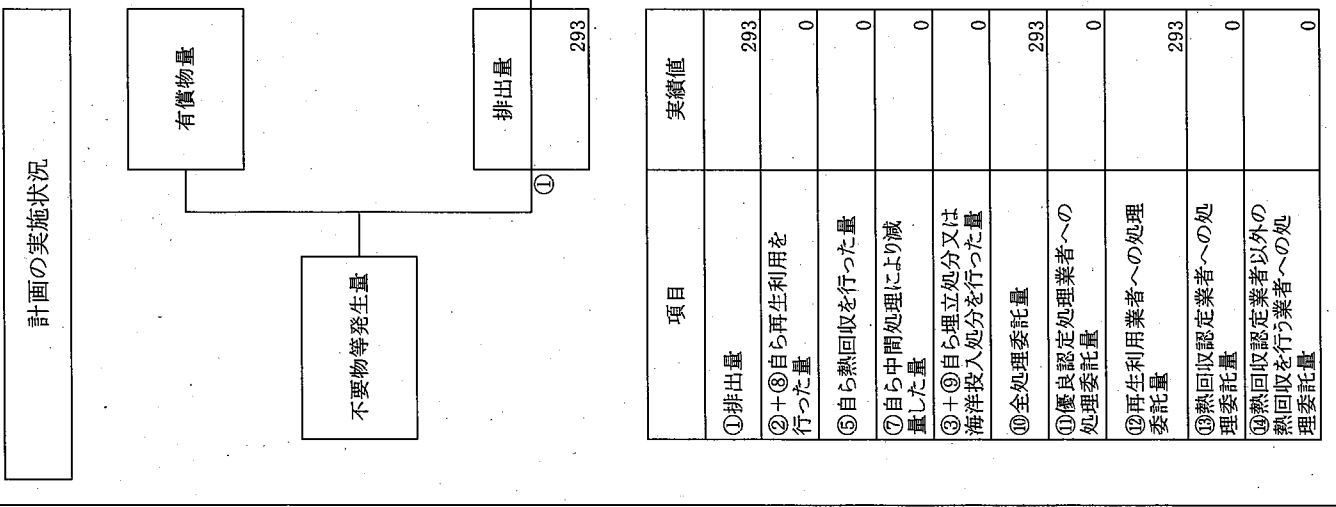 計画の実施状況
有償物量
不要物等発生量
排出量
①
293
項目
実績値
①排出量
293
②+⑧自ら再生利用を
行った量
0
⑤自ら熱回収を行った量
0
⑦自ら中間処理により減
量した量
0
③+⑨自ら埋立処分又は
海洋投入処分を行った量
0
⑩全処理委託量
293
⑪優良認定処理業者への
処理委託量
0
⑫再生利用業者への処理
委託量
293
⑬熱回収認定業者への処
理委託量
0
⑭熱回収認定業者以外の
熱回収を行う業者への処
理委託量
0